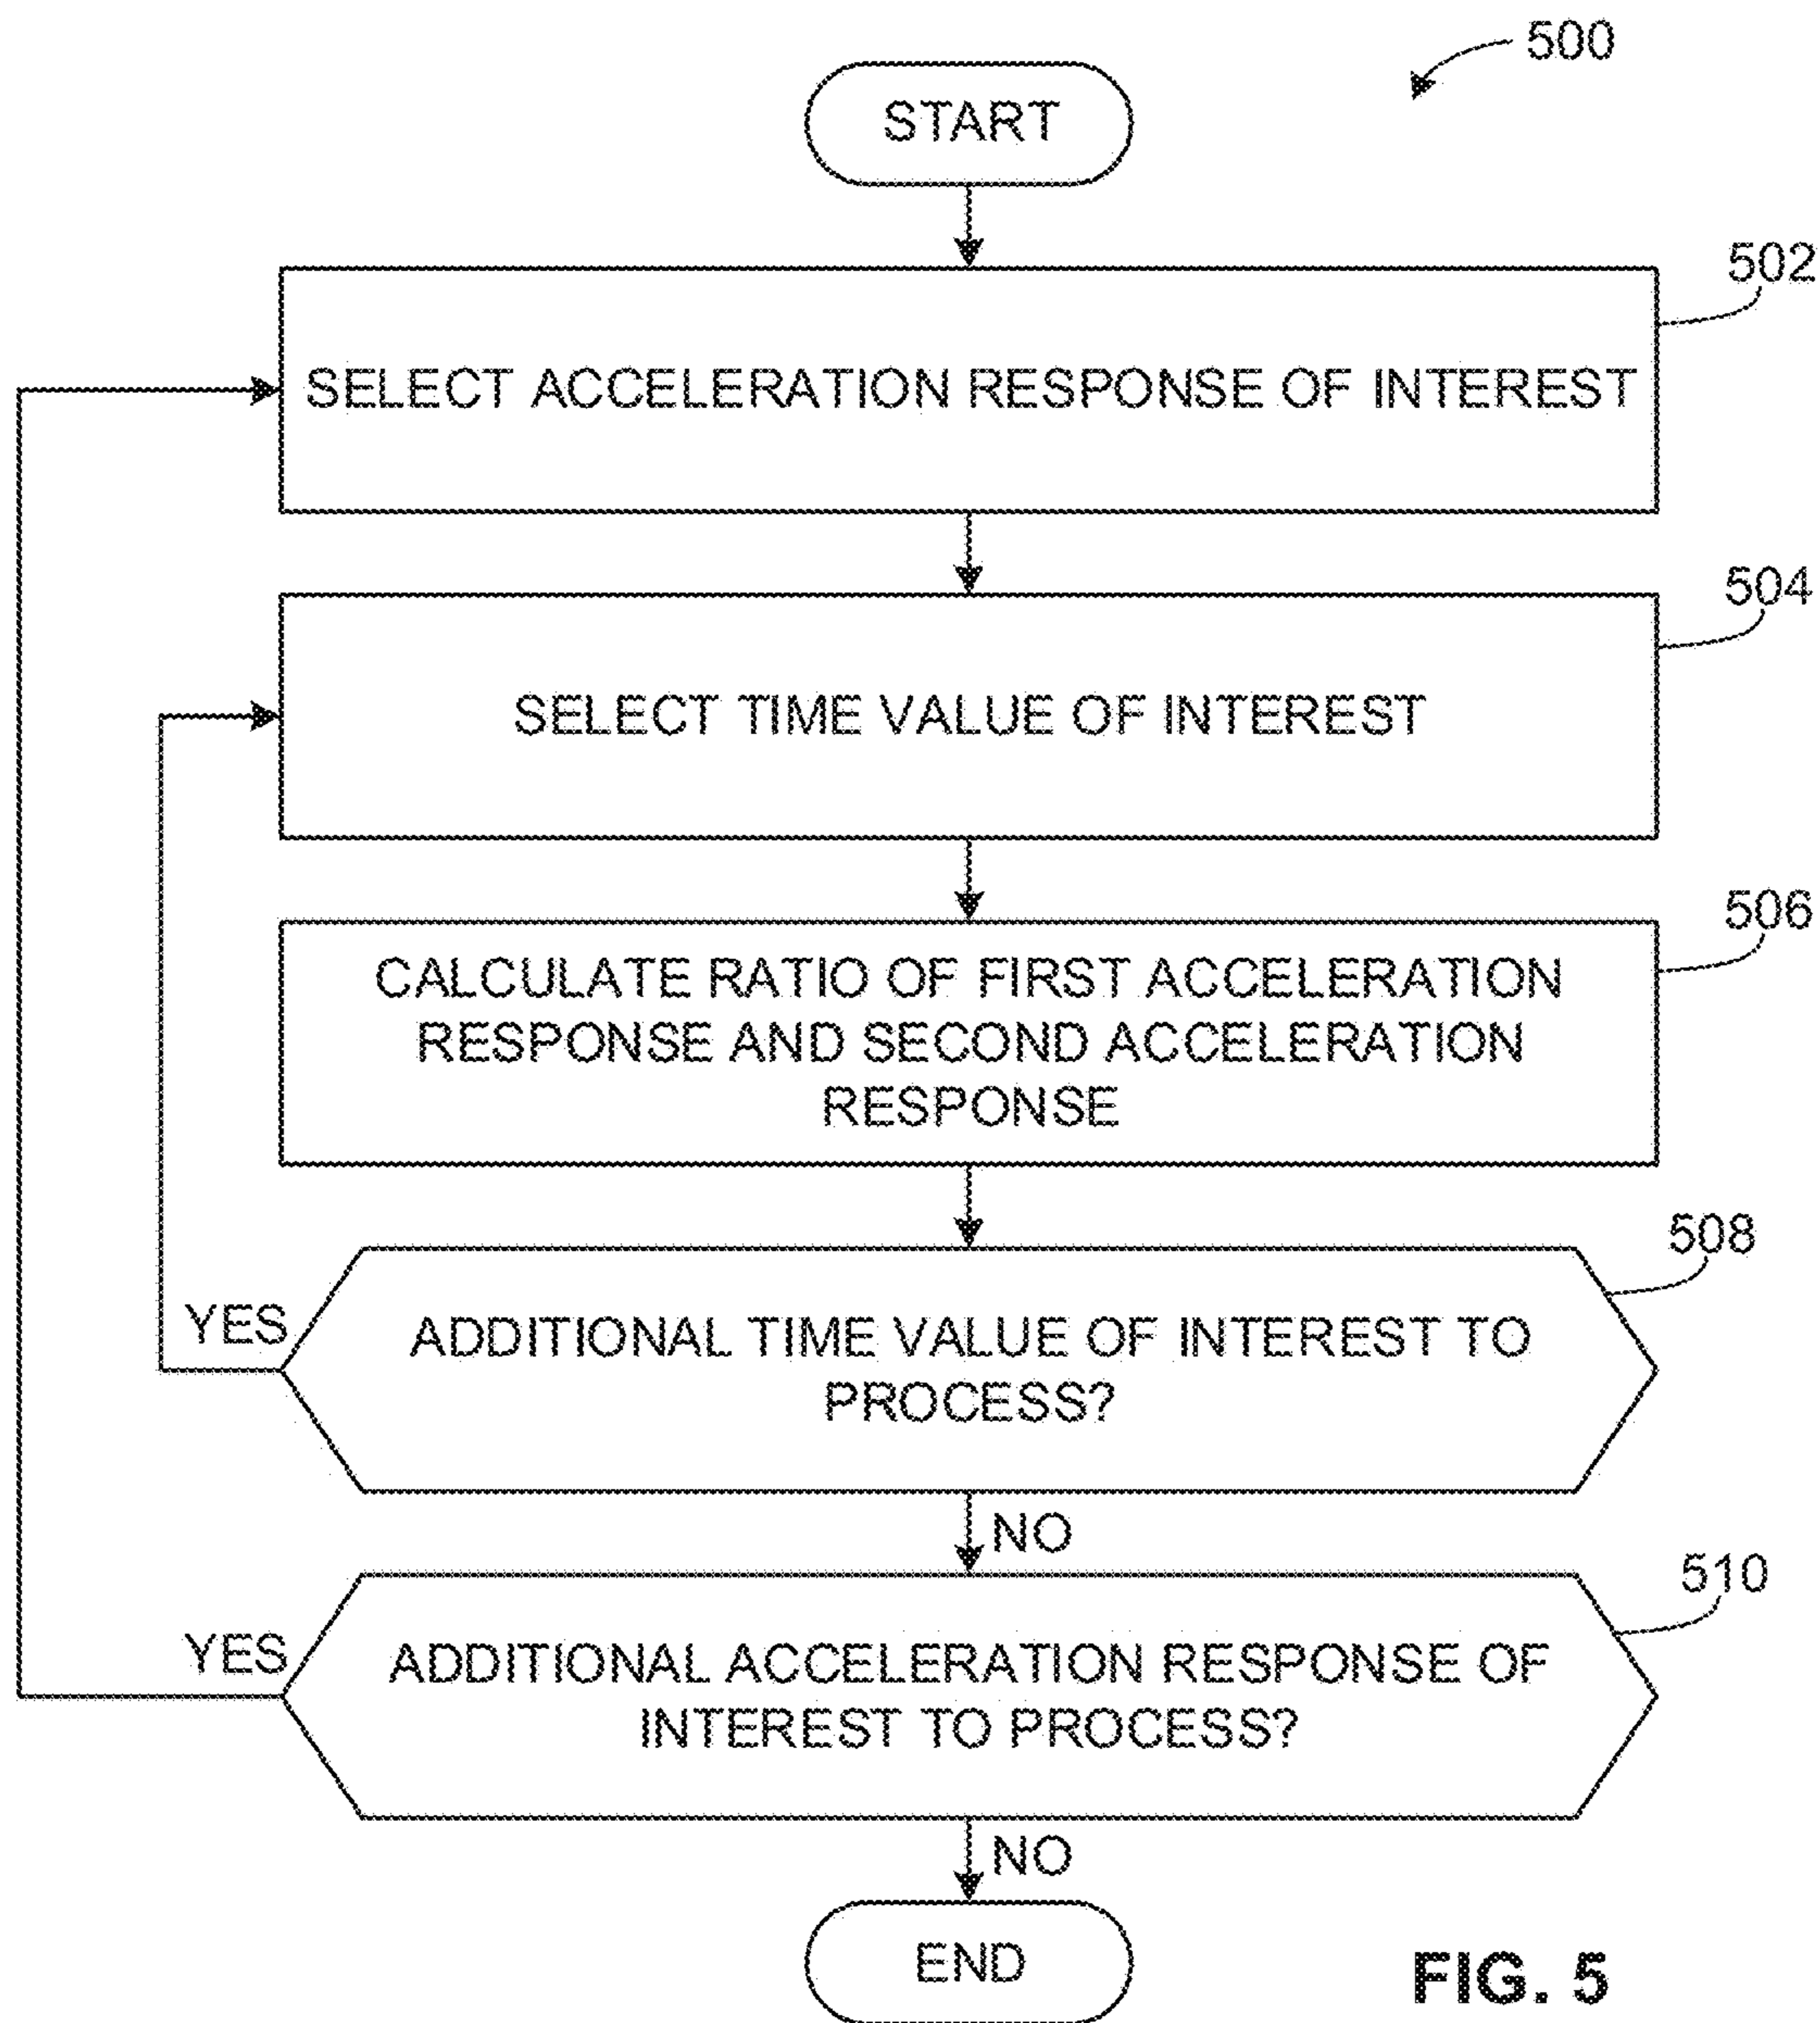 500
START
502
SELECT ACCELERATION RESPONSE OF INTEREST
504
SELECT TIME VALUE OF INTEREST
506
CALCULATE RATIO OF FIRST ACCELERATION
RESPONSE AND SECOND ACCELERATION
RESPONSE
508
YES
ADDITIONAL TIME VALUE OF INTEREST TO
PROCESS?
NO
510
YES
ADDITIONAL ACCELERATION RESPONSE OF
INTEREST TO PROCESS?
NO
END
FIG. 5